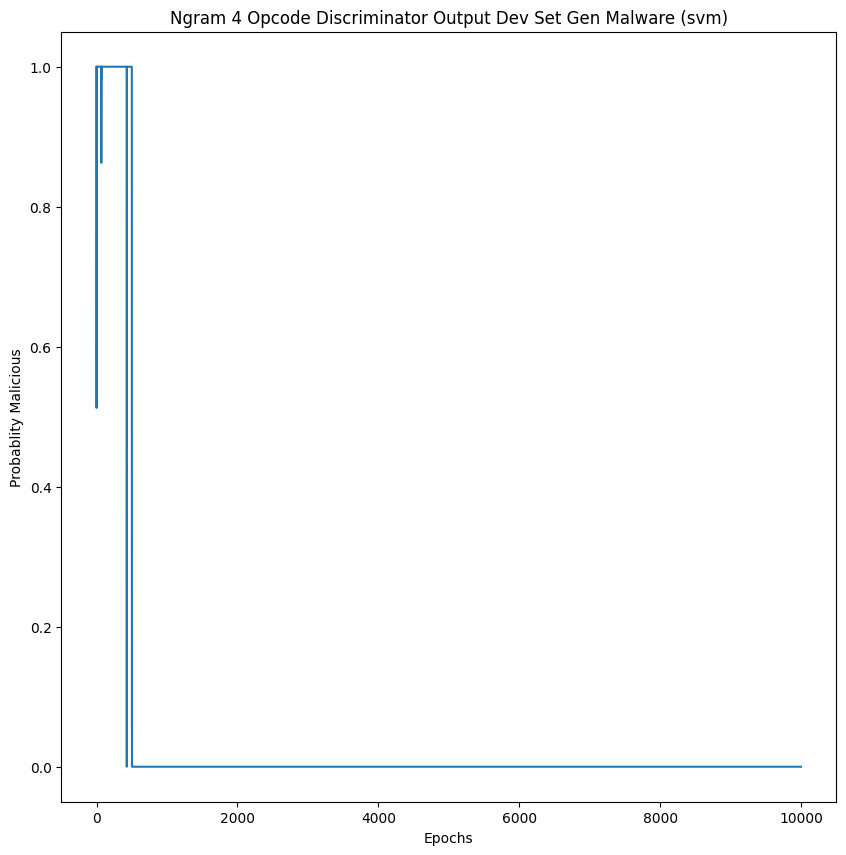 Ngram 4 Opcode Discriminator Output Dev Set Gen Malware (svm)
1.0
0.8
0.6
0.4
0.2
0.0
Probablity Malicious
0 2000 4000 6000 8000 10000
Epochs